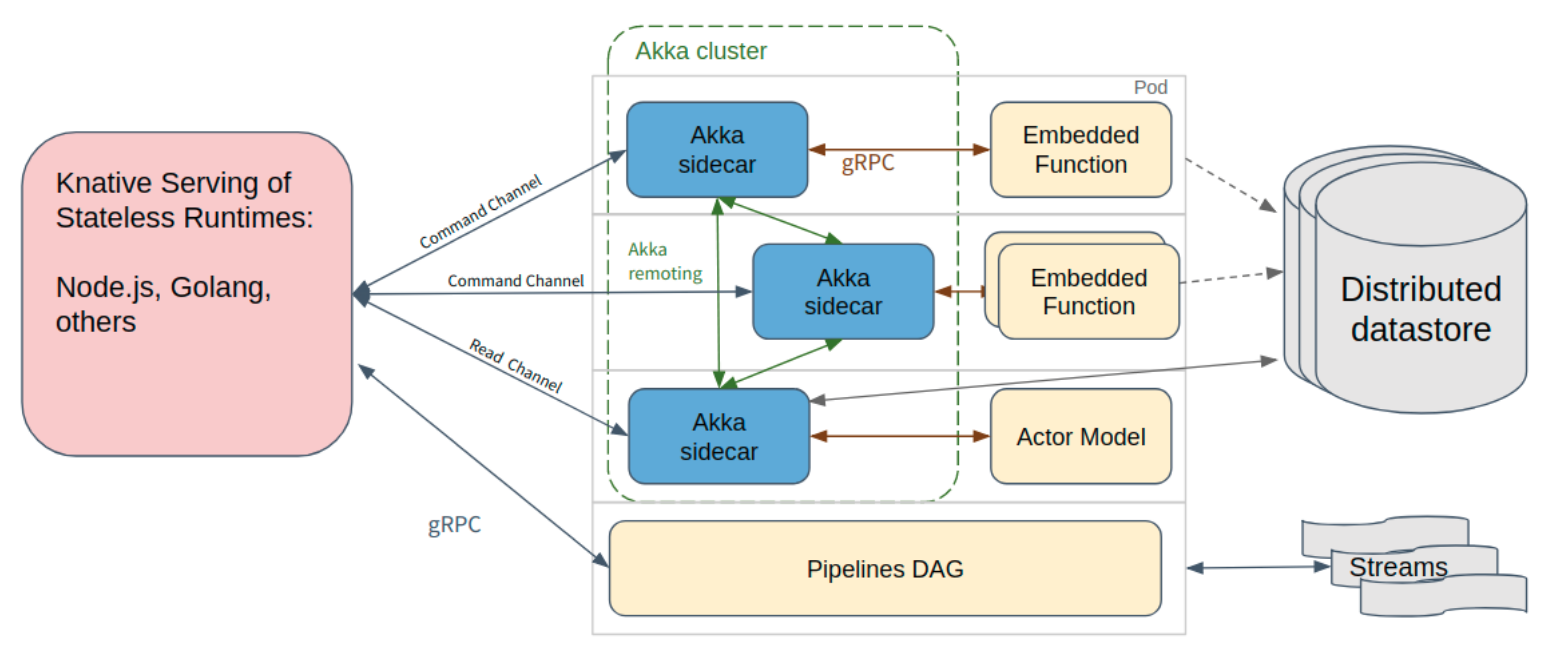 Akka cluster
Pod
Akka
sidecar
gRPC
Embedded
Function
Knative Serving of
Stateless Runtimes:
Node.js, Golang,
others
Command Channel
Akka
remoting
Command Channel
Akka
sidecar
Embedded
Function
Distributed
datastore
Read Channel
Akka
sidecar
Actor Model
gRPC
Pipelines DAG
Streams